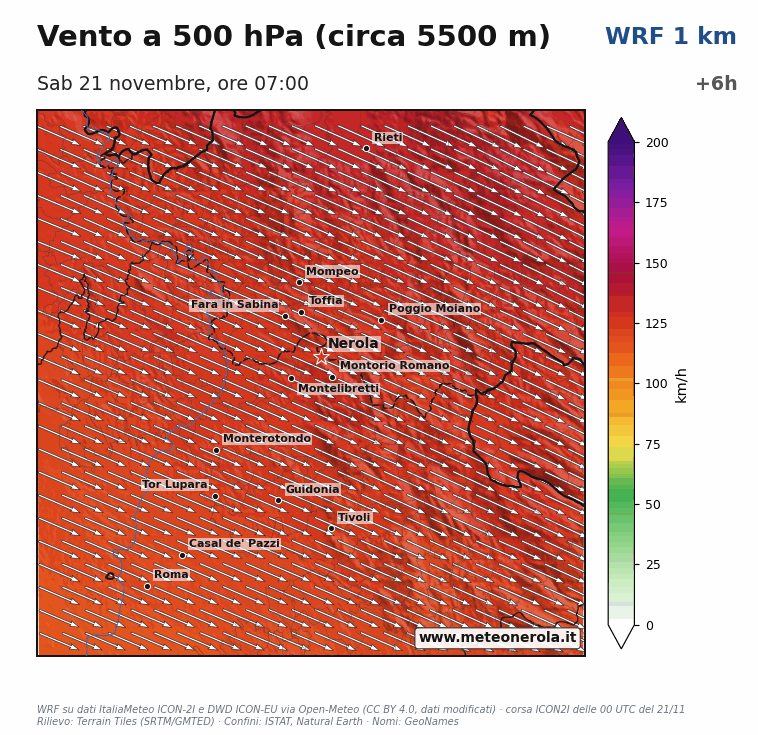 Vento a 500 hPa (circa 5500 m)
WRF 1 km
Sab 21 novembre, ore 07:00
+6h
Rieti
Mompeo
Fara in Sabina
Toffia
Poggio Moiano
Nerola
Montorio Romano
Montelibretti
Monterotondo
Tor Lupara
Guidonia
Tivoli
Casal de' Pazzi
Roma
www.meteonerola.it
200
175
150
125
100
75
50
25
0
km/h
WRF su dati ItaliaMeteo ICON-2I e DWD ICON-EU via Open-Meteo (CC BY 4.0, dati modificati) · corsa ICON2I delle 00 UTC del 21/11
Rilievo: Terrain Tiles (SRTM/GMTED) · Confini: ISTAT, Natural Earth · Nomi: GeoNames